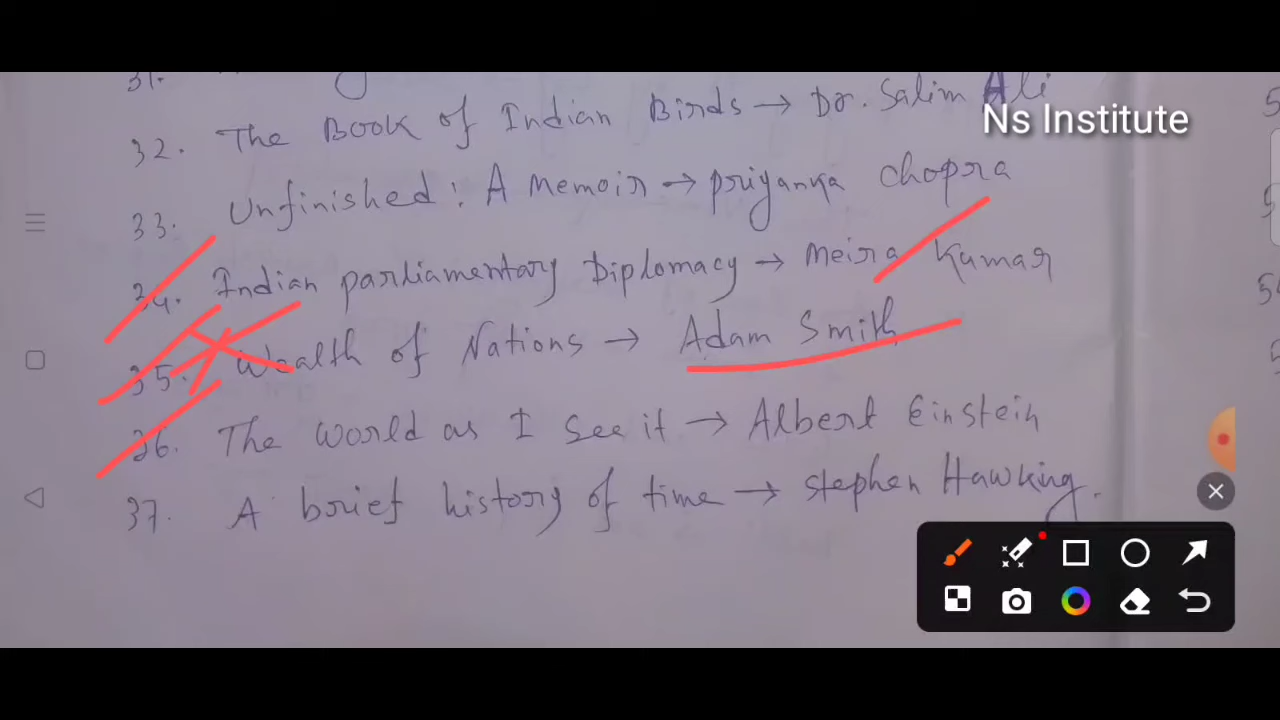 31.
32. The Book of Indian Birds → Dr. Salim Ali
Ns Institute
33. Unfinished : A Memoir → priyanka chopra
34. Indian parliamentary Diplomacy → Meira Kumar
35. Wealth of Nations → Adam Smith
36. The world as I see it → Albert Einstein
37. A brief history of time → stephen Hawking.